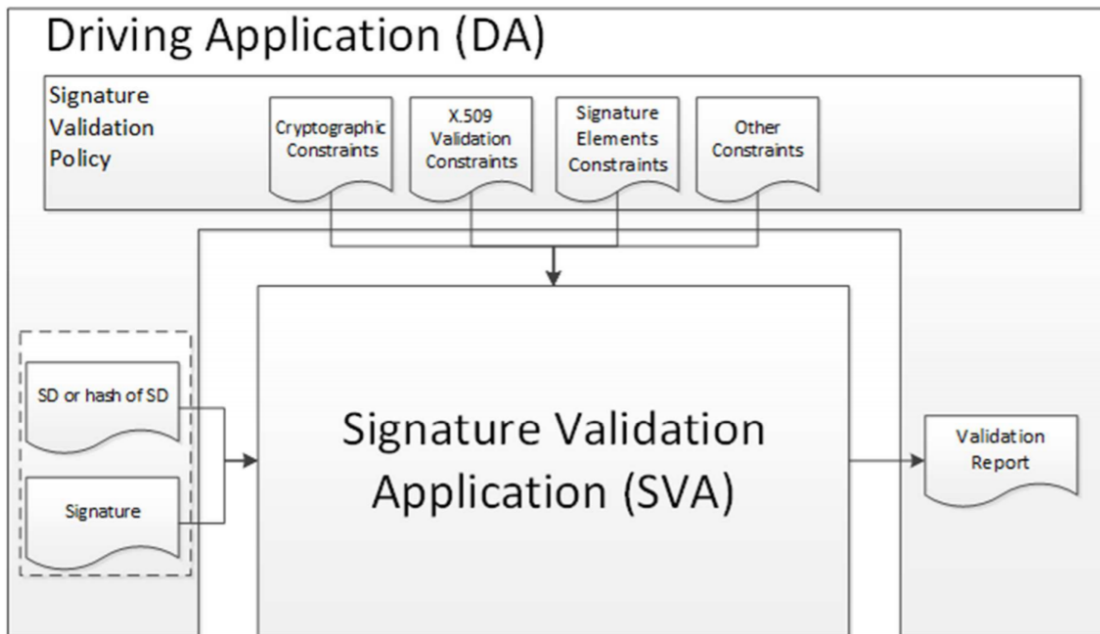 Driving Application (DA)
Signature
Validation
Policy
Cryptographic
Constraints
X.509
Validation
Constraints
Signature
Elements
Constraints
Other
Constraints
SD or hash of SD
Signature
Signature Validation
Application (SVA)
Validation
Report